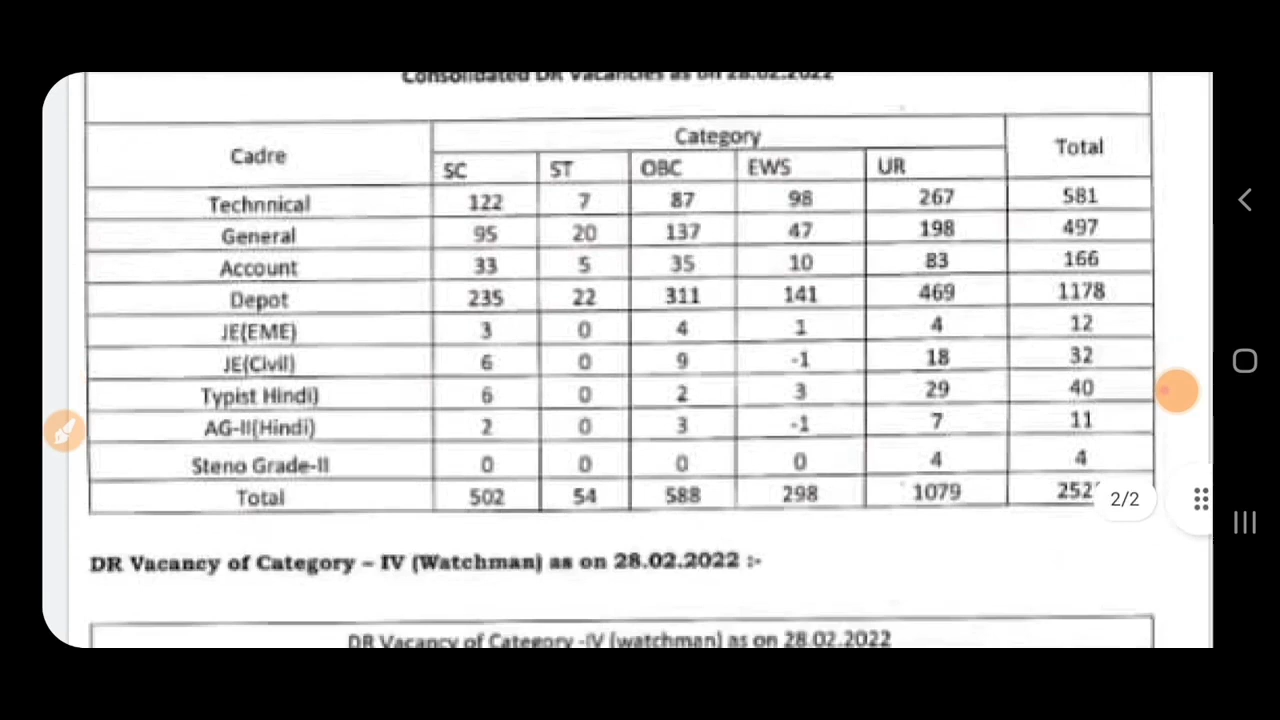 Consolidated DR Vacancies as on 28.02.2022
Cadre Category Total
SC ST OBC EWS UR
Technnical 122 7 87 98 267 581
General 95 20 137 47 198 497
Account 33 5 35 10 83 166
Depot 235 22 311 141 469 1178
JE(EME) 3 0 4 1 4 12
JE(Civil) 6 0 9 -1 18 32
Typist Hindi) 6 0 2 3 29 40
AG-II(Hindi) 2 0 3 -1 7 11
Steno Grade-II 0 0 0 0 4 4
Total 502 54 588 298 1079
2/2
DR Vacancy of Category – IV (Watchman) as on 28.02.2022 :-
DR Vacancy of Category -IV (watchman) as on 28.02.2022